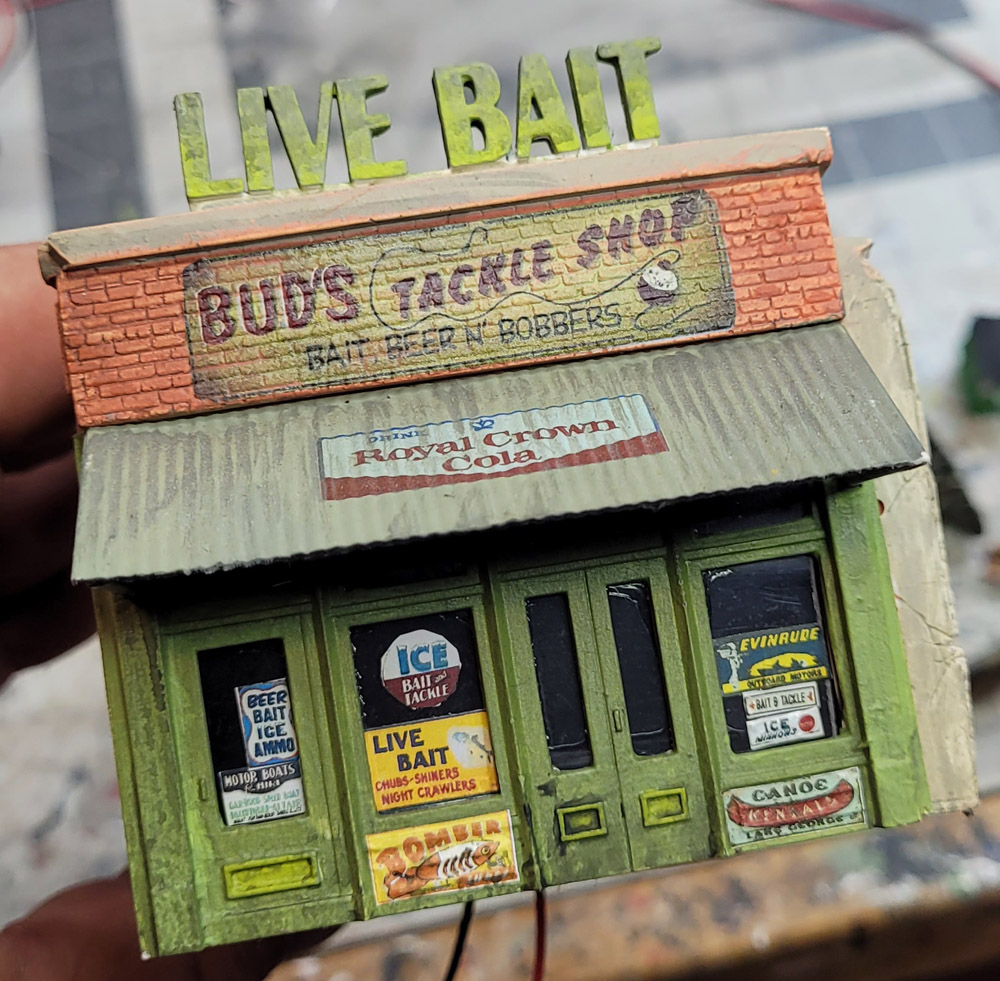 LIVE BAIT
BUD'S TACKLE SHOP
BAIT, BEER N' BOBBERS
DRINK
Royal Crown
Cola
BEER
BAIT
ICE
AMMO
MOTOR BOATS
ICE
BAIT and
TACKLE
LIVE
BAIT
CHUBS-SHINERS
NIGHT CRAWLERS
BOMBER
EVINRUDE
OUTBOARD MOTORS
BAIT & TACKLE
ICE
MINNOWS
CANOE
RENTALS
LAKE GEORGE